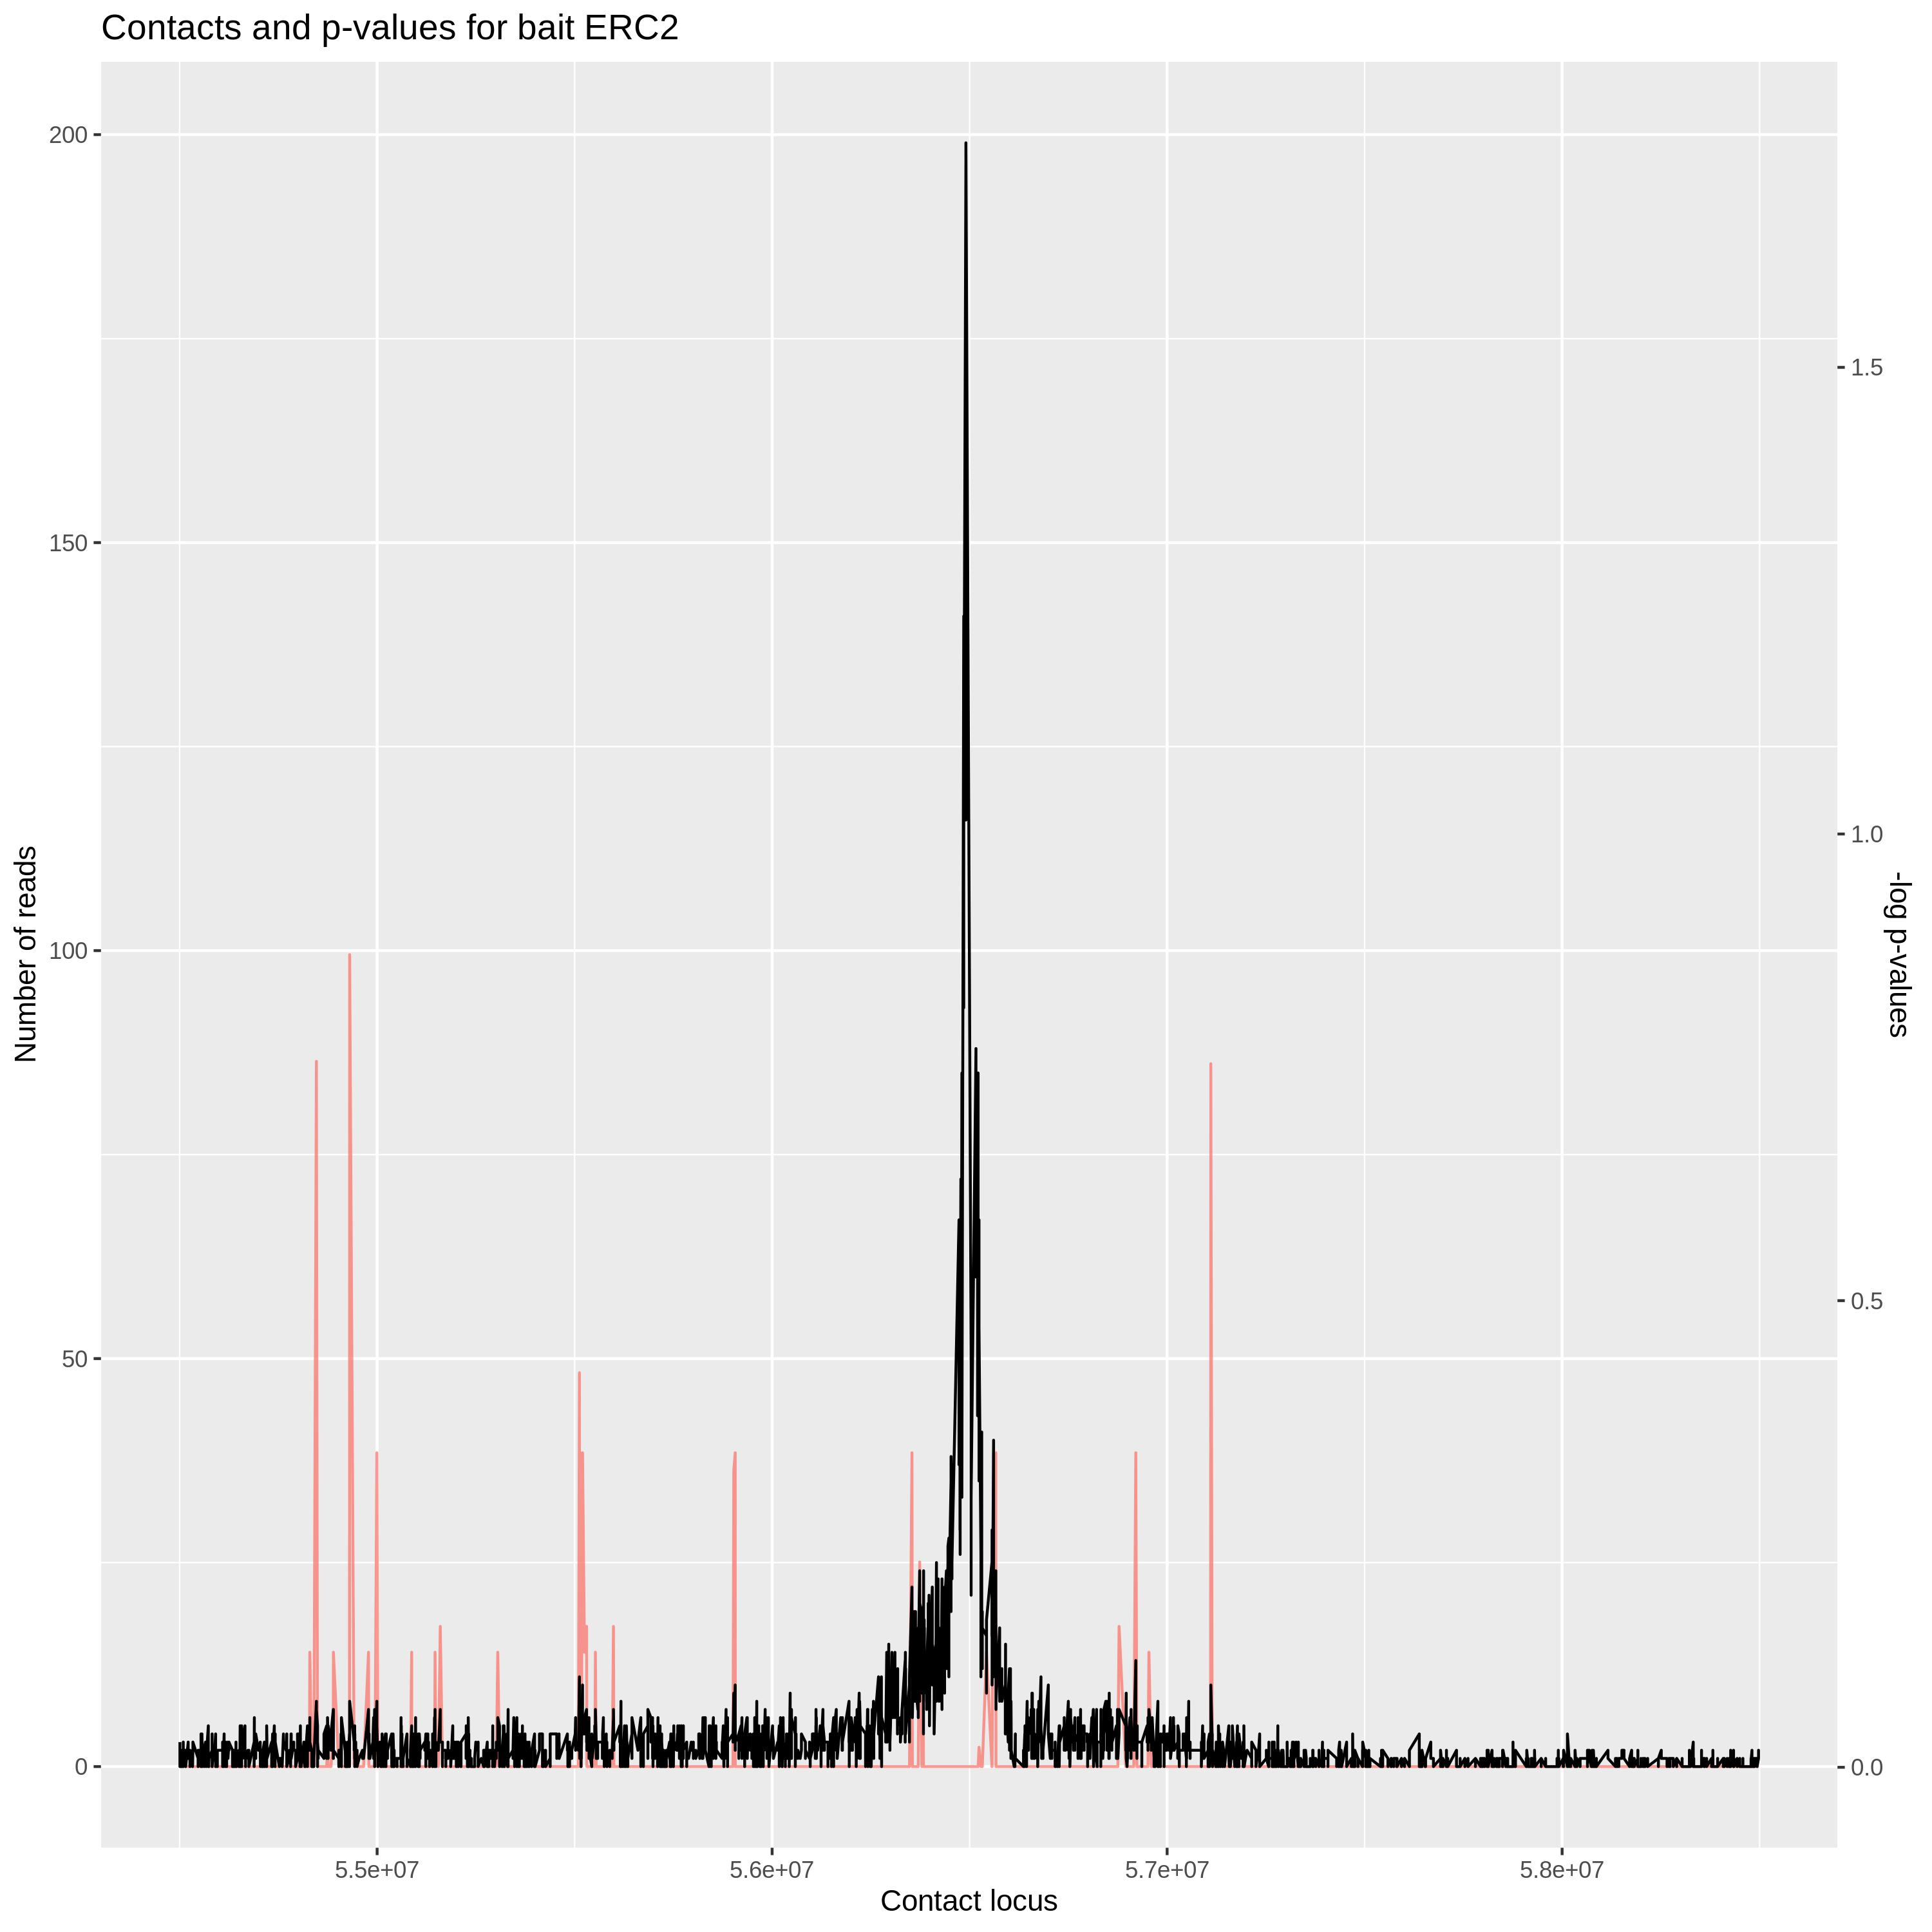 Contacts and p-values for bait ERC2
200
150
100
50
0
Number of reads
1.5
1.0
0.5
0.0
-log p-values
5.5e+07
5.6e+07
5.7e+07
5.8e+07
Contact locus